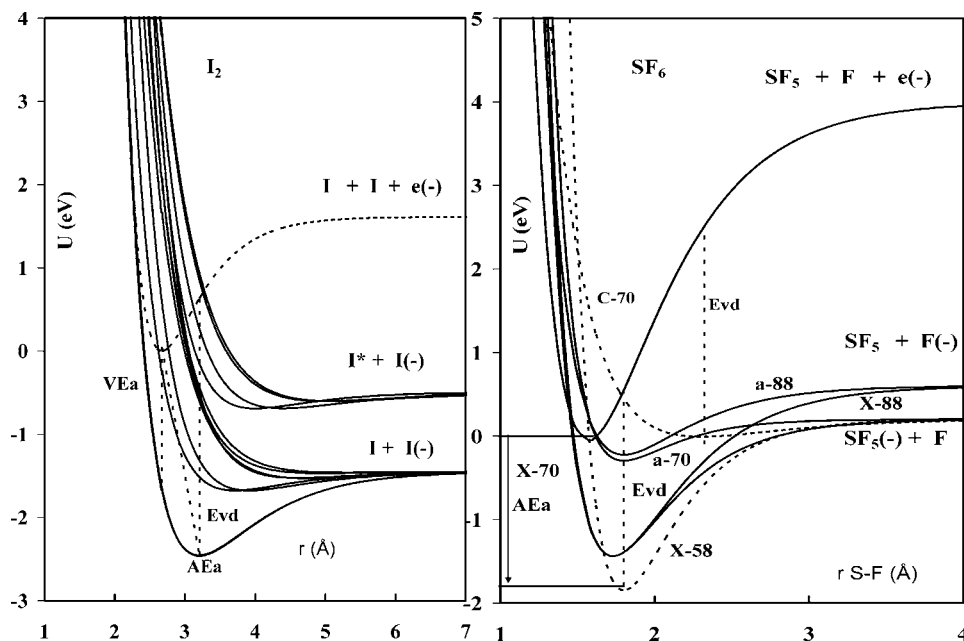 4
3
2
1
0
-1
-2
-3
1
2
3
4
5
6
7
U (eV)
r (Å)
I2
I + I + e(-)
I* + I(-)
I + I(-)
VEa
Evd
AEa
5
4
3
2
1
0
-1
-2
1
2
3
4
U (eV)
r S-F (Å)
SF6
SF5 + F + e(-)
C-70
Evd
SF5 + F(-)
a-88
X-88
SF5(-) + F
a-70
X-70
AEa
Evd
X-58